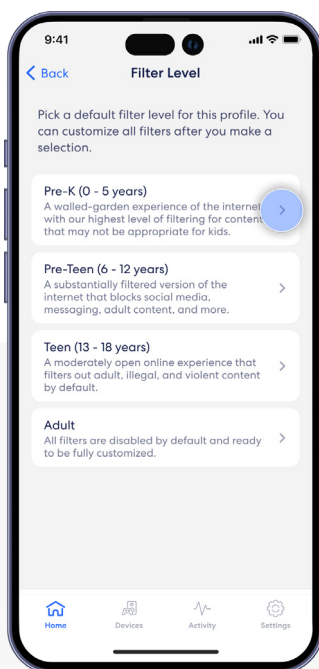 9:41
Back
Filter Level
Pick a default filter level for this profile. You
can customize all filters after you make a
selection.
Pre-K (0 - 5 years)
A walled-garden experience of the internet
with our highest level of filtering for content
that may not be appropriate for kids.
Pre-Teen (6 - 12 years)
A substantially filtered version of the
internet that blocks social media,
messaging, adult content, and more.
Teen (13 - 18 years)
A moderately open online experience that
filters out adult, illegal, and violent content
by default.
Adult
All filters are disabled by default and ready
to be fully customized.
Home Devices Activity Settings